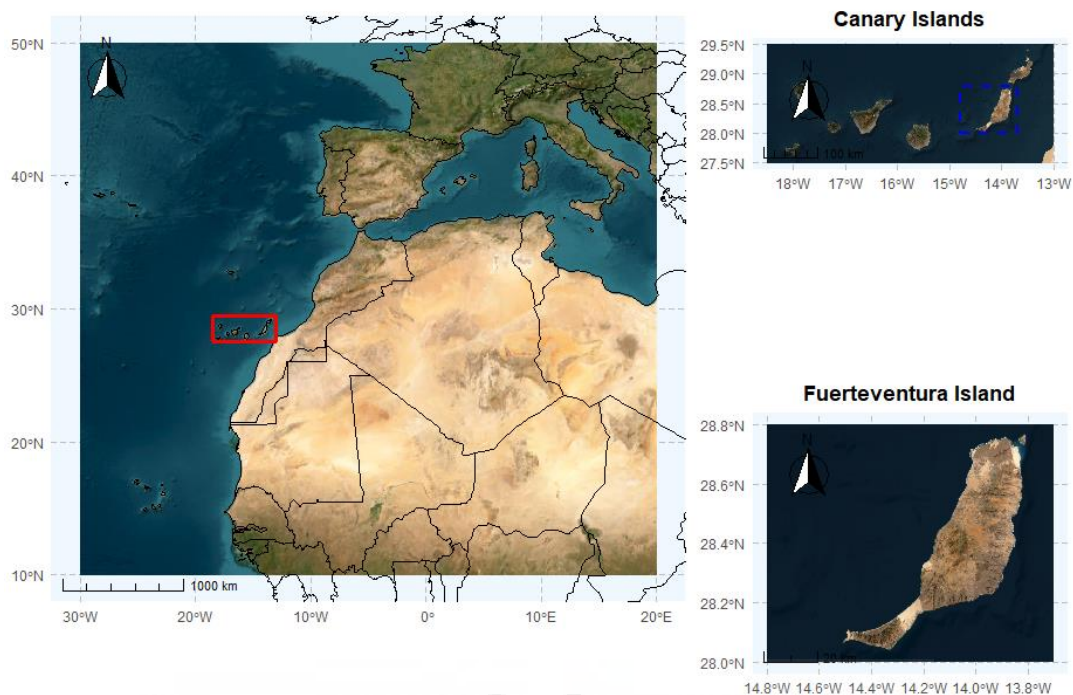 N
50°N
40°N
30°N
20°N
10°N
1000 km
30°W 20°W 10°W 0° 10°E 20°E
Canary Islands
N
29.5°N
29.0°N
28.5°N
28.0°N
27.5°N
100 km
18°W 17°W 16°W 15°W 14°W 13°W
Fuerteventura Island
N
28.8°N
28.6°N
28.4°N
28.2°N
28.0°N
20 km
14.8°W 14.6°W 14.4°W 14.2°W 14.0°W 13.8°W